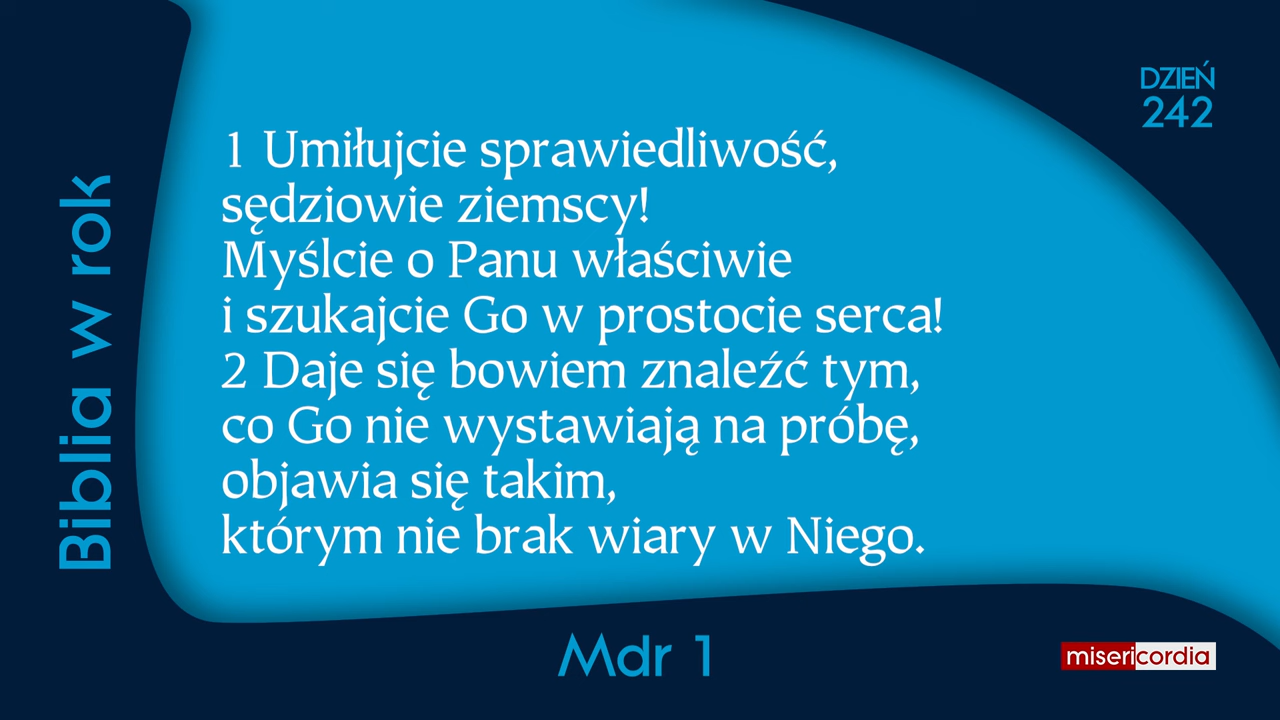 DZIEŃ
242
Biblia w rok
1 Umiłujcie sprawiedliwość,
sędziowie ziemscy!
Myślcie o Panu właściwie
i szukajcie Go w prostocie serca!
2 Daje się bowiem znaleźć tym,
co Go nie wystawiają na próbę,
objawia się takim,
którym nie brak wiary w Niego.
Mdr 1
misericordia